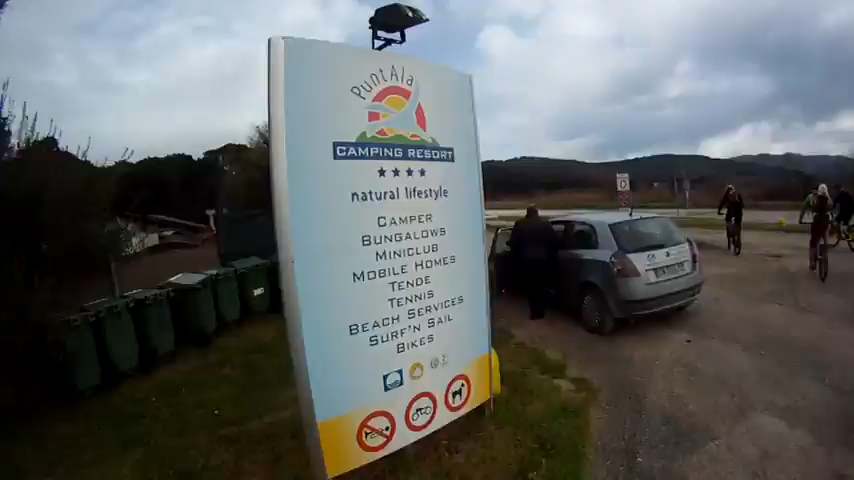 PuntAla
CAMPING RESORT
natural lifestyle
CAMPER
BUNGALOWS
MINICLUB
MOBILE HOMES
TENDE
TENNIS
BEACH SERVICES
SURF'N SAIL
BIKES